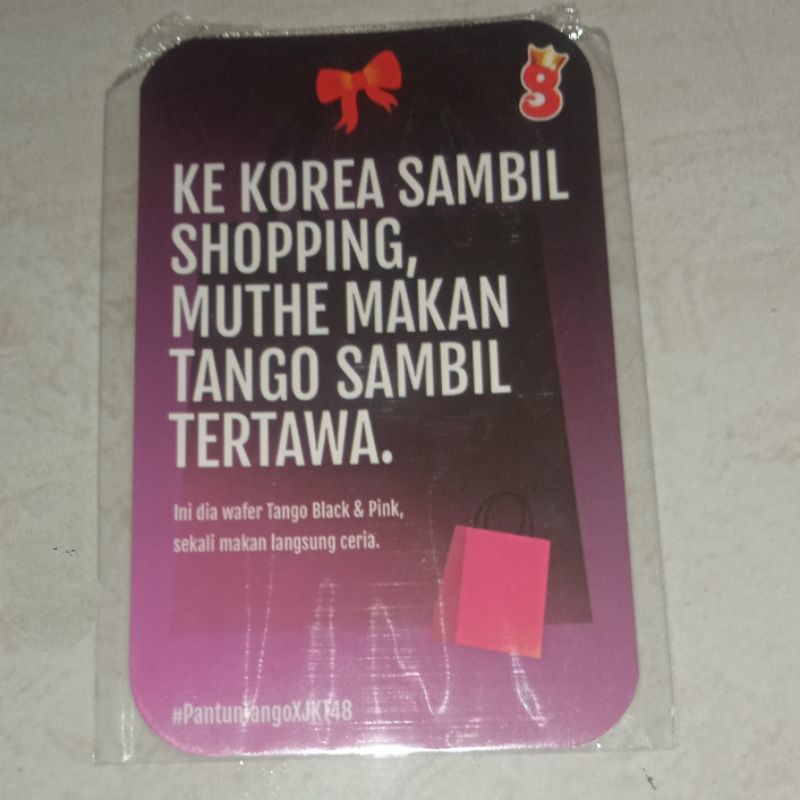 KE KOREA SAMBIL
SHOPPING,
MUTHE MAKAN
TANGO SAMBIL
TERTAWA.
Ini dia wafer Tango Black & Pink,
sekali makan langsung ceria.
#PantunTangoXJKT48